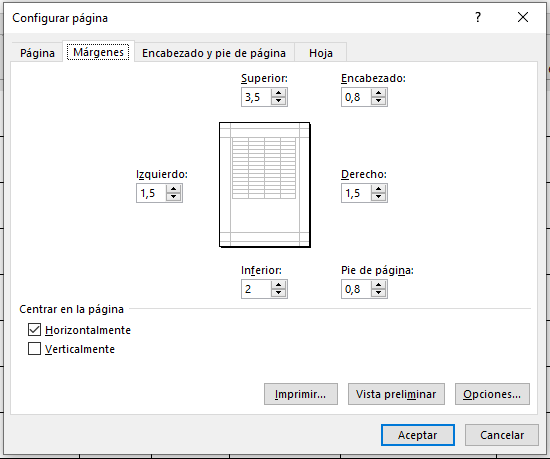 Configurar página
Página Márgenes Encabezado y pie de página Hoja
Superior: Encabezado:
3,5 0,8
Izquierdo: Derecho:
1,5 1,5
Inferior: Pie de página:
2 0,8
Centrar en la página
Horizontalmente
Verticalmente
Imprimir... Vista preliminar Opciones...
Aceptar Cancelar